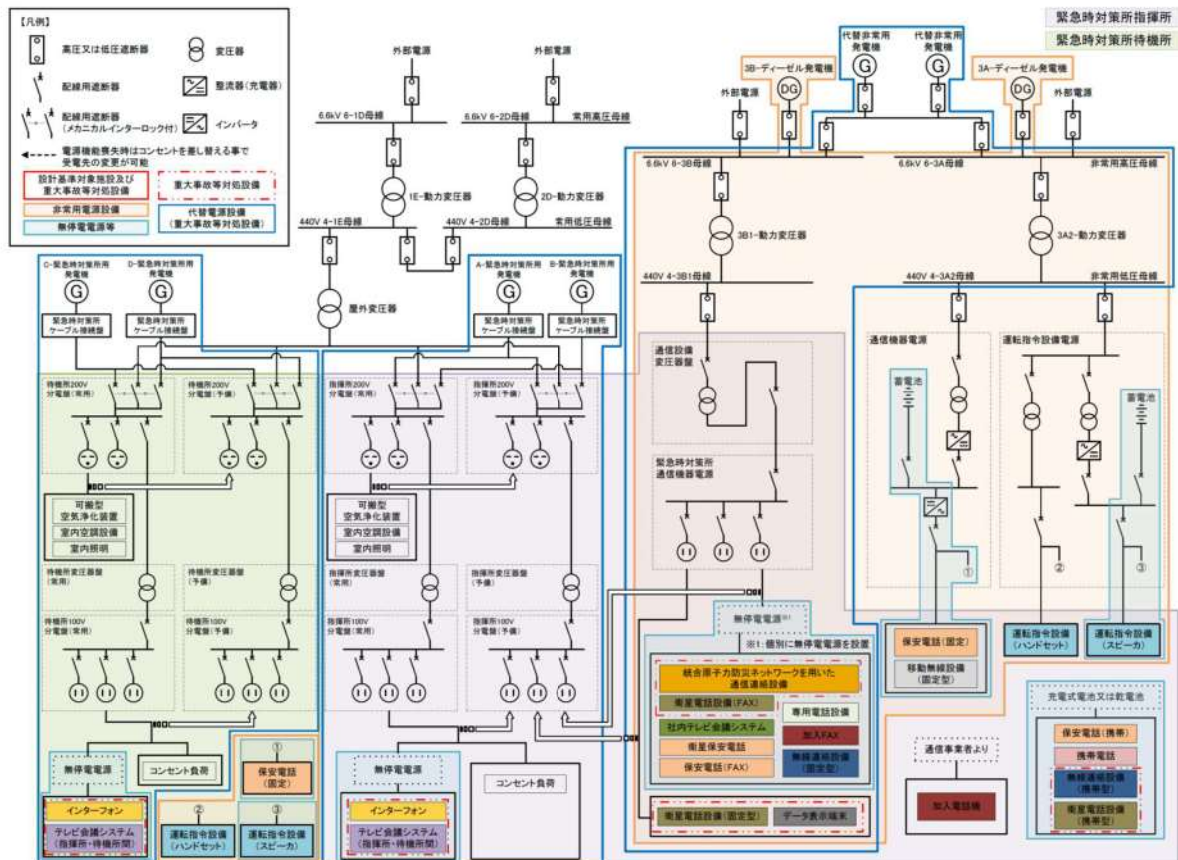 【凡例】
高圧又は低圧遮断器
変圧器
配線用遮断器
整流器(充電器)
配線用遮断器
(メカニカルインターロック付)
インバータ
電源機能喪失時はコンセントを差し替える事で
受電先の変更が可能
設計基準対象施設及び
重大事故等対処設備
重大事故等対処設備
非常用電源設備
代替電源設備
(重大事故等対処設備)
無停電電源等
緊急時対策所指揮所
緊急時対策所待機所
外部電源
外部電源
6.6kV 6-1D母線
6.6kV 6-2D母線
常用高圧母線
1E-動力変圧器
2D-動力変圧器
440V 4-1E母線
440V 4-2D母線
常用低圧母線
屋外変圧器
代替非常用
発電機
G
代替非常用
発電機
G
3B-ディーゼル発電機
DG
3A-ディーゼル発電機
DG
外部電源
外部電源
6.6kV 6-3B母線
6.6kV 6-3A母線
非常用高圧母線
3B1-動力変圧器
3A2-動力変圧器
440V 4-3B1母線
440V 4-3A2母線
非常用低圧母線
C-緊急時対策所用
発電機
G
D-緊急時対策所用
発電機
G
A-緊急時対策所用
発電機
G
B-緊急時対策所用
発電機
G
緊急時対策所
ケーブル接続盤
緊急時対策所
ケーブル接続盤
緊急時対策所
ケーブル接続盤
緊急時対策所
ケーブル接続盤
待機所200V
分電盤(常用)
待機所200V
分電盤(予備)
指揮所200V
分電盤(常用)
指揮所200V
分電盤(予備)
可搬型
空気浄化装置
室内空調設備
室内照明
可搬型
空気浄化装置
室内空調設備
室内照明
待機所変圧器盤
(常用)
待機所変圧器盤
(予備)
指揮所変圧器盤
(常用)
指揮所変圧器盤
(予備)
待機所100V
分電盤(常用)
待機所100V
分電盤(予備)
指揮所100V
分電盤(常用)
指揮所100V
分電盤(予備)
無停電電源
コンセント負荷
インターフォン
テレビ会議システム
(指揮所・待機所間)
①
保安電話
(固定)
②
運転指令設備
(ハンドセット)
③
運転指令設備
(スピーカ)
無停電電源
コンセント負荷
インターフォン
テレビ会議システム
(指揮所・待機所間)
通信設備
変圧器盤
緊急時対策所
通信機器電源
無停電電源※1
※1:個別に無停電電源を設置
統合原子力防災ネットワークを用いた
通信連絡設備
衛星電話設備(FAX)
社内テレビ会議システム
衛星保安電話
保安電話(FAX)
専用電話設備
加入FAX
無線連絡設備
(固定型)
衛星電話設備(固定型)
データ表示端末
通信機器電源
蓄電池
①
運転指令設備電源
蓄電池
②
③
保安電話(固定)
移動無線設備
(固定型)
運転指令設備
(ハンドセット)
運転指令設備
(スピーカ)
通信事業者より
加入電話機
充電式電池又は乾電池
保安電話(携帯)
携帯電話
無線連絡設備
(携帯型)
衛星電話設備
(携帯型)